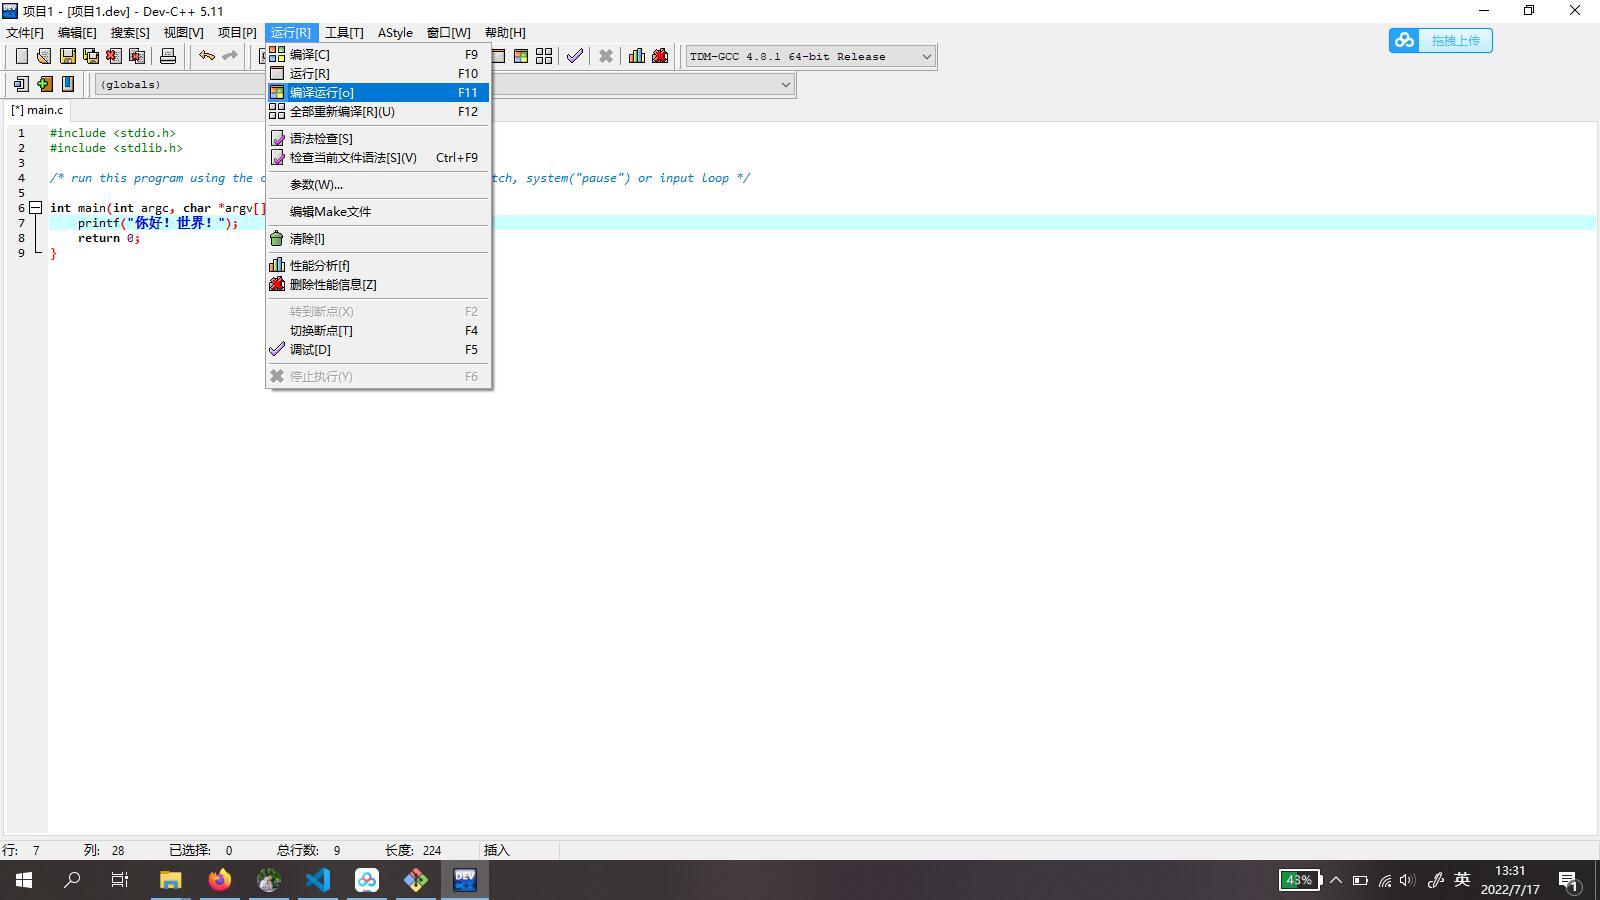 项目1 - [项目1.dev] - Dev-C++ 5.11
文件[F] 编辑[E] 搜索[S] 视图[V] 项目[P] 运行[R] 工具[T] AStyle 窗口[W] 帮助[H]
拖拽上传
TDM-GCC 4.8.1 64-bit Release
(globals)
[*] main.c
编译[C] F9
运行[R] F10
编译运行[o] F11
全部重新编译[R](U) F12
语法检查[S]
检查当前文件语法[S](V) Ctrl+F9
参数(W)...
编辑Make文件
清除[l]
性能分析[f]
删除性能信息[Z]
转到断点(X) F2
切换断点[T] F4
调试[D] F5
停止执行(Y) F6
1 #include <stdio.h>
2 #include <stdlib.h>
3
4 /* run this program using the tch, system("pause") or input loop */
5
6 int main(int argc, char *argv[]
7 printf("你好！世界！");
8 return 0;
9 }
行: 7 列: 28 已选择: 0 总行数: 9 长度: 224 插入
DEV
43% 英 13:31
2022/7/17
1